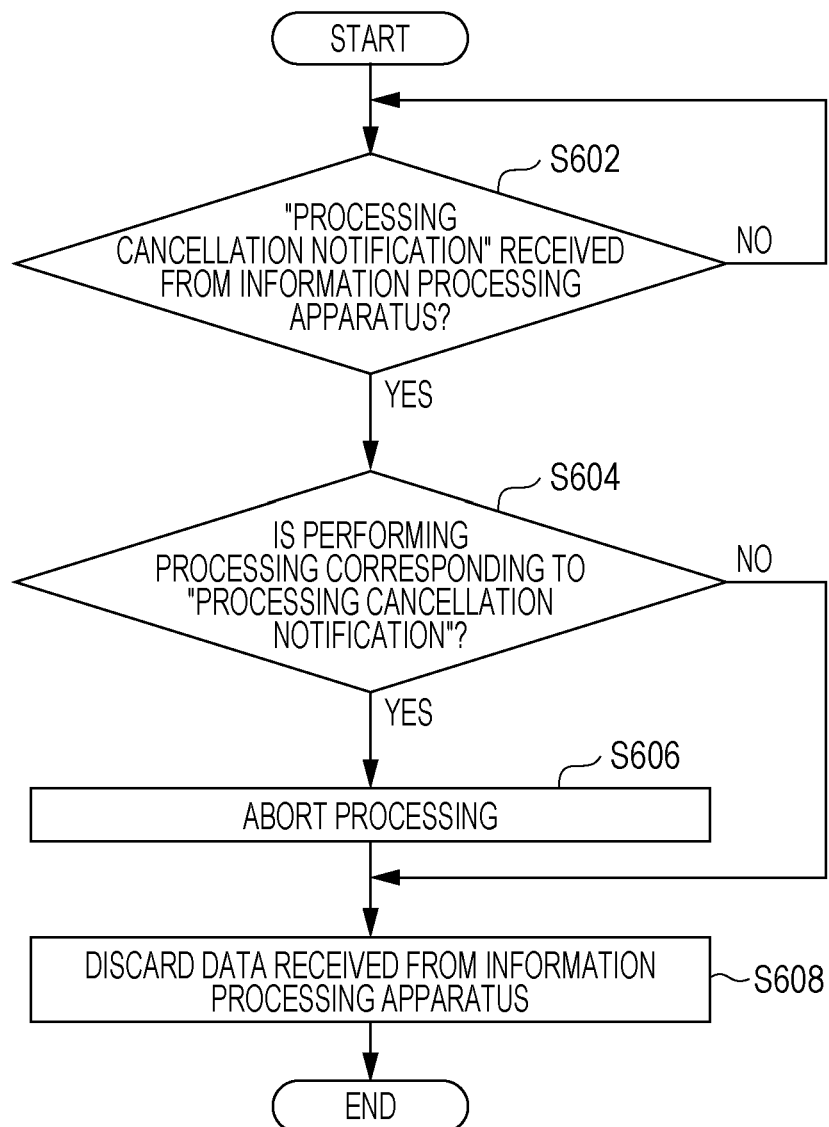 START
S602
"PROCESSING
CANCELLATION NOTIFICATION" RECEIVED
FROM INFORMATION PROCESSING
APPARATUS?
NO
YES
S604
IS PERFORMING
PROCESSING CORRESPONDING TO
"PROCESSING CANCELLATION
NOTIFICATION"?
NO
YES
S606
ABORT PROCESSING
DISCARD DATA RECEIVED FROM INFORMATION
PROCESSING APPARATUS
S608
END